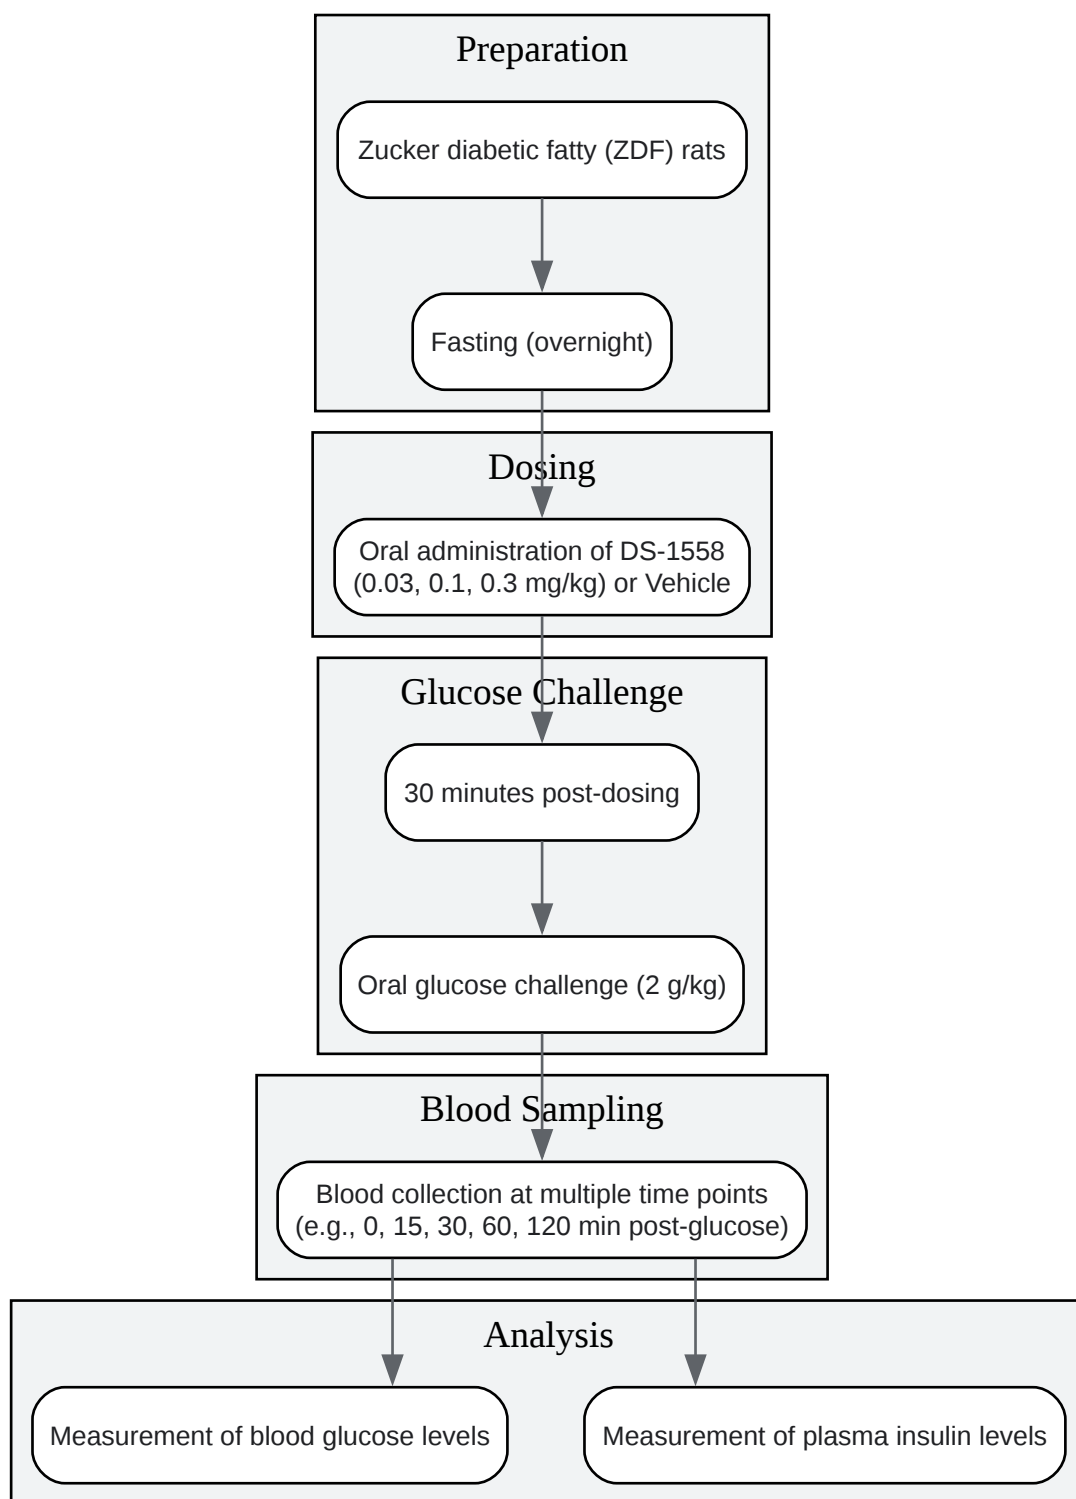 Preparation
Zucker diabetic fatty (ZDF) rats
Fasting (overnight)
Dosing
Oral administration of DS-1558
(0.03, 0.1, 0.3 mg/kg) or Vehicle
Glucose Challenge
30 minutes post-dosing
Oral glucose challenge (2 g/kg)
Blood Sampling
Blood collection at multiple time points
(e.g., 0, 15, 30, 60, 120 min post-glucose)
Analysis
Measurement of blood glucose levels
Measurement of plasma insulin levels